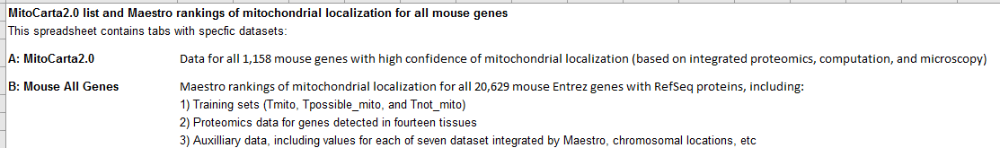 MitoCarta2.0 list and Maestro rankings of mitochondrial localization for all mouse genes
This spreadsheet contains tabs with specfic datasets:
A: MitoCarta2.0 Data for all 1,158 mouse genes with high confidence of mitochondrial localization (based on integrated proteomics, computation, and microscopy)
B: Mouse All Genes Maestro rankings of mitochondrial localization for all 20,629 mouse Entrez genes with RefSeq proteins, including:
1) Training sets (Tmito, Tpossible_mito, and Tnot_mito)
2) Proteomics data for genes detected in fourteen tissues
3) Auxilliary data, including values for each of seven dataset integrated by Maestro, chromosomal locations, etc